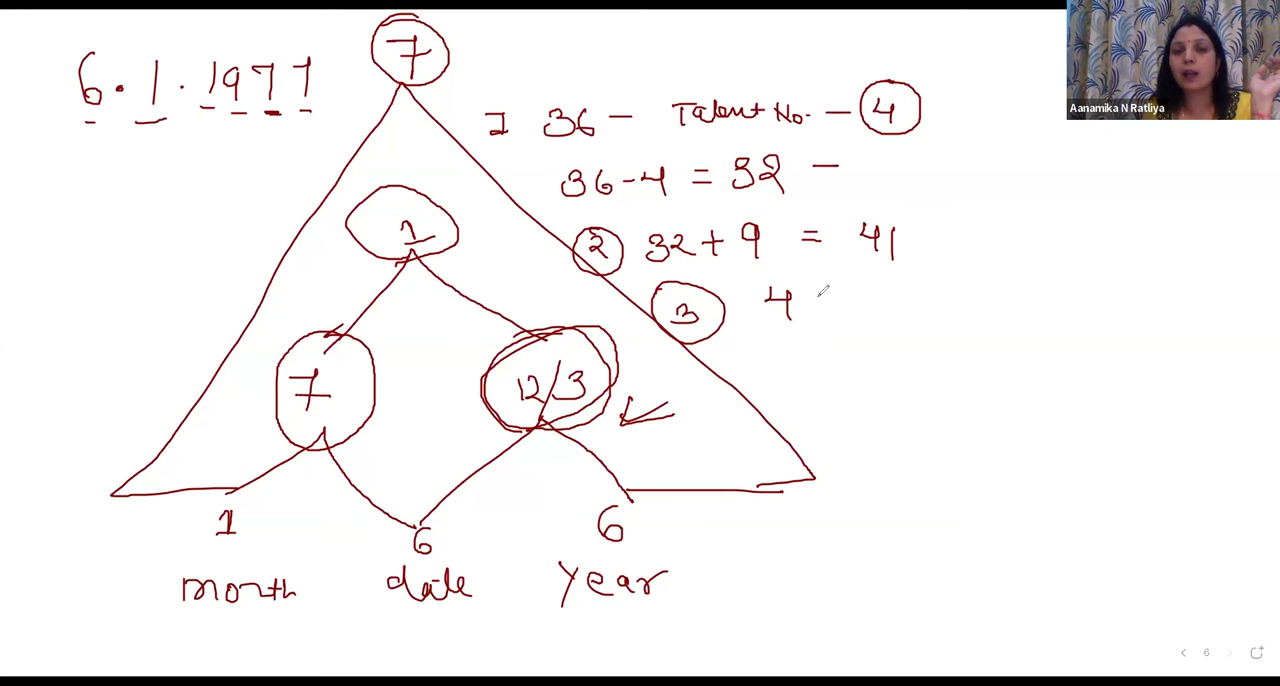 7
6 . 1 . 1977
Aanamika N Ratliya
I 36 - Talent No. - 4
36 - 4 = 32 -
1
2 32 + 9 = 41
3 4
7
12/3
1 6 6
month date year
6